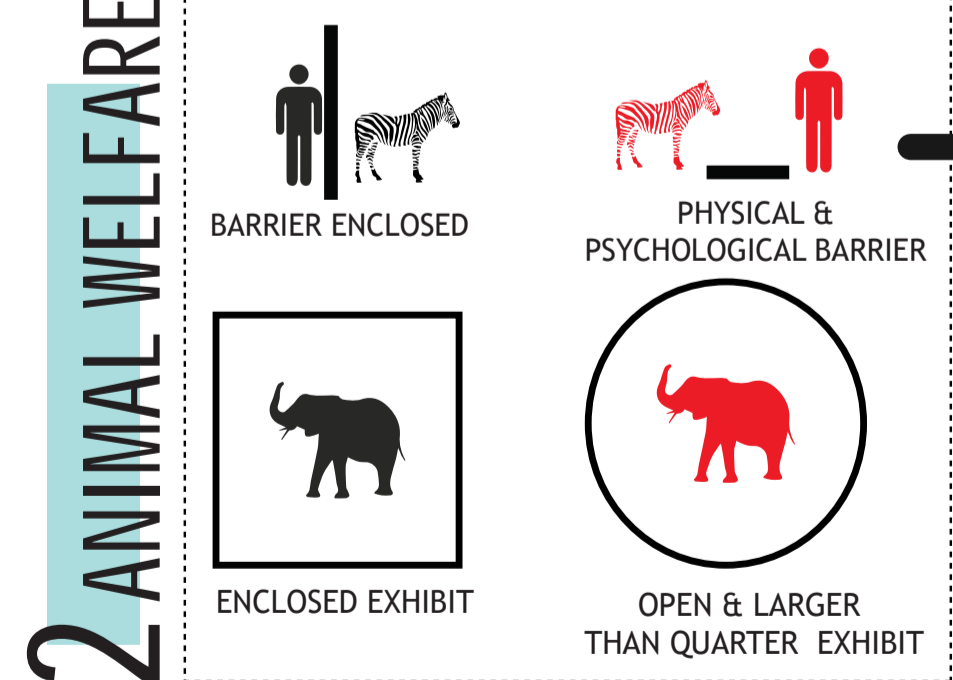 2 ANIMAL WELFARE
BARRIER ENCLOSED
PHYSICAL &
PSYCHOLOGICAL BARRIER
ENCLOSED EXHIBIT
OPEN & LARGER
THAN QUARTER EXHIBIT